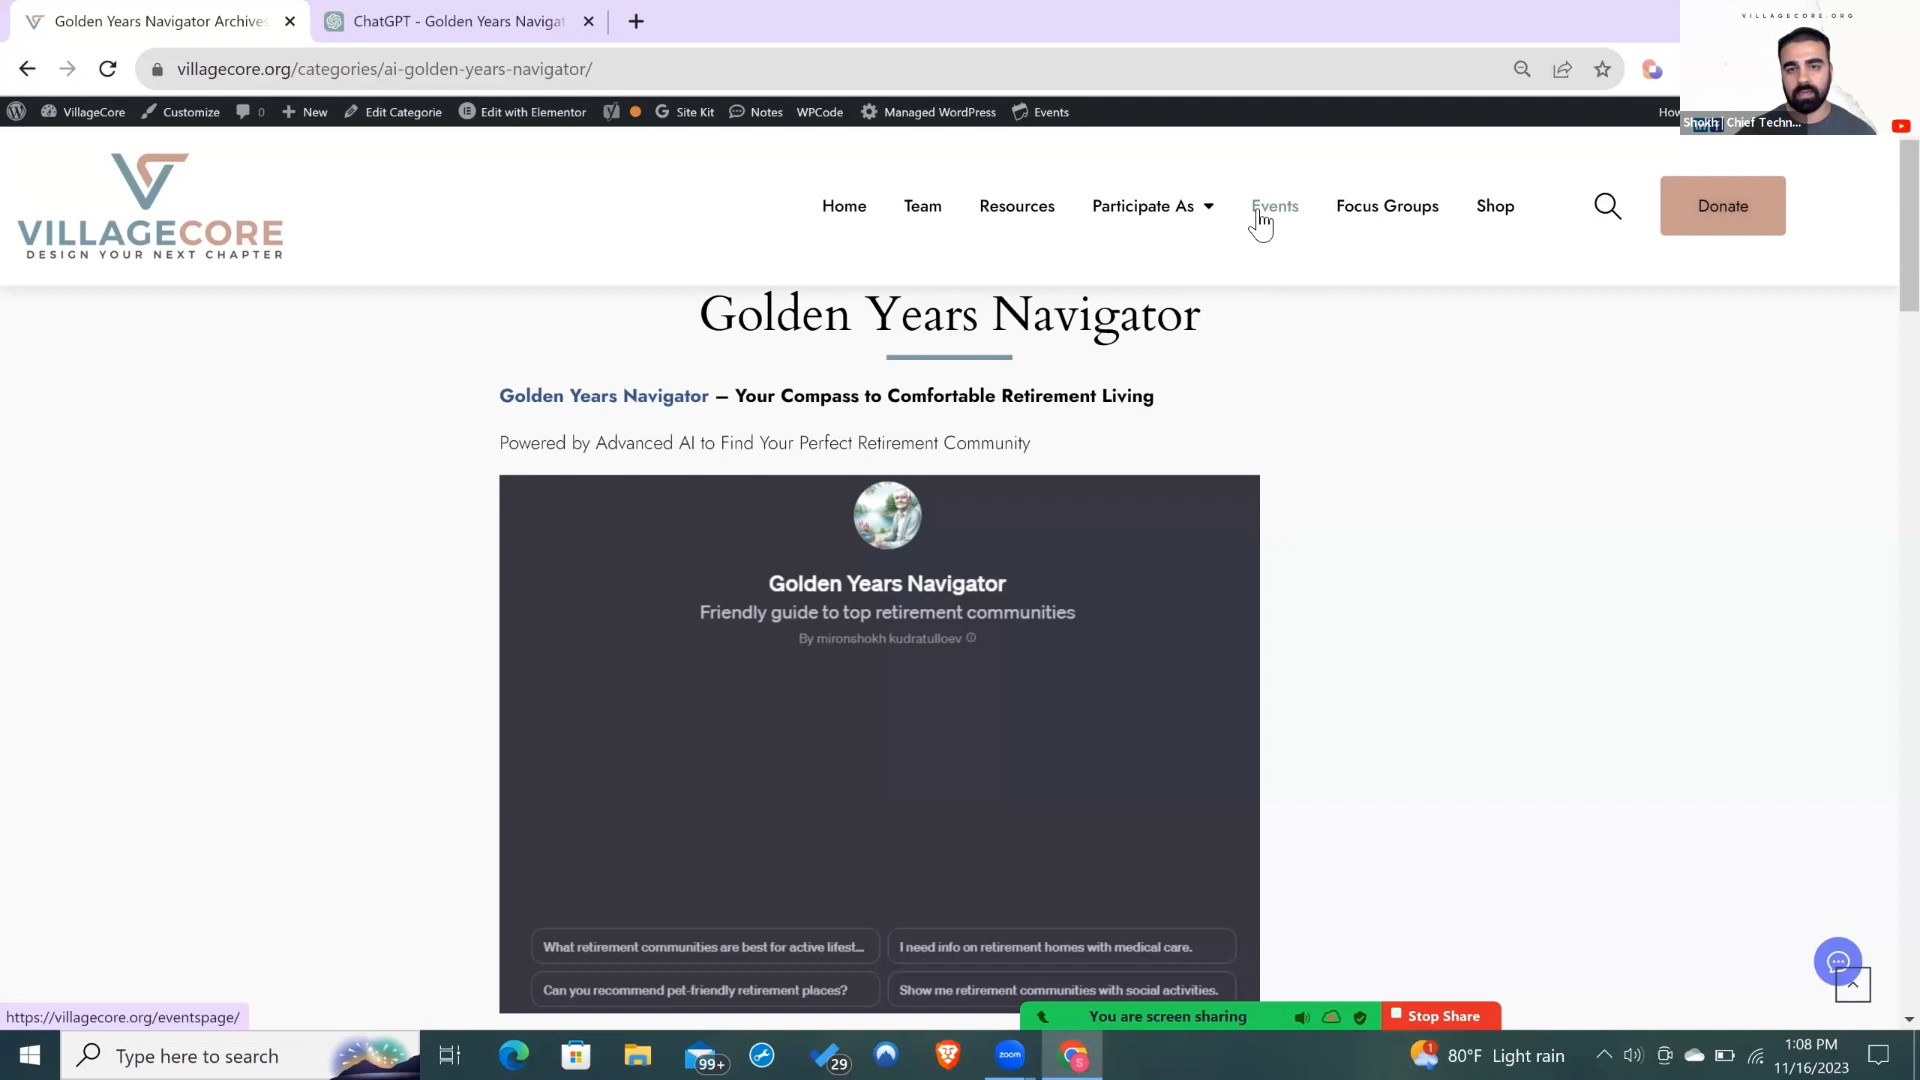 Golden Years Navigator Archives
ChatGPT - Golden Years Navigat
villagecore.org/categories/ai-golden-years-navigator/
VILLAGECORE.ORG
Shokh | Chief Techn...
VillageCore
Customize
0
New
Edit Categorie
Edit with Elementor
Site Kit
Notes
WPCode
Managed WordPress
Events
How
VILLAGECORE
DESIGN YOUR NEXT CHAPTER
Home
Team
Resources
Participate As
Events
Focus Groups
Shop
Donate
Golden Years Navigator
Golden Years Navigator – Your Compass to Comfortable Retirement Living
Powered by Advanced AI to Find Your Perfect Retirement Community
Golden Years Navigator
Friendly guide to top retirement communities
By mironshokh kudratulloev
What retirement communities are best for active lifest...
I need info on retirement homes with medical care.
Can you recommend pet-friendly retirement places?
Show me retirement communities with social activities.
https://villagecore.org/eventspage/
You are screen sharing
Stop Share
Type here to search
99+
29
zoom
1
80°F Light rain
1:08 PM
11/16/2023